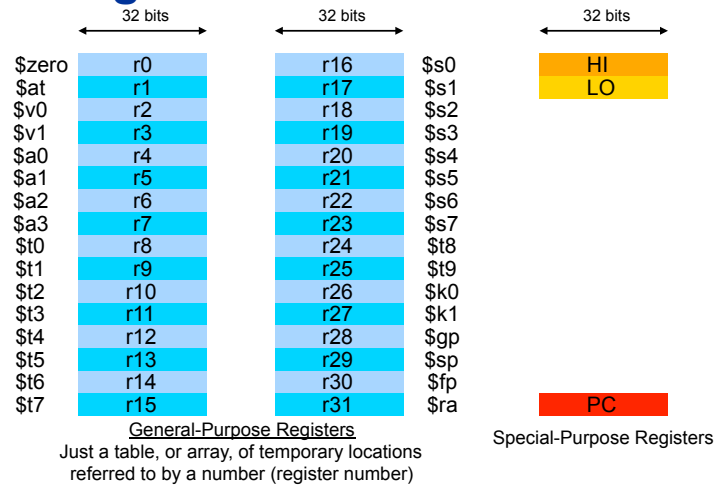 32 bits 32 bits 32 bits
$zero r0 r16 $s0 HI
$at r1 r17 $s1 LO
$v0 r2 r18 $s2
$v1 r3 r19 $s3
$a0 r4 r20 $s4
$a1 r5 r21 $s5
$a2 r6 r22 $s6
$a3 r7 r23 $s7
$t0 r8 r24 $t8
$t1 r9 r25 $t9
$t2 r10 r26 $k0
$t3 r11 r27 $k1
$t4 r12 r28 $gp
$t5 r13 r29 $sp
$t6 r14 r30 $fp
$t7 r15 r31 $ra PC
General-Purpose Registers
Just a table, or array, of temporary locations
referred to by a number (register number)
Special-Purpose Registers